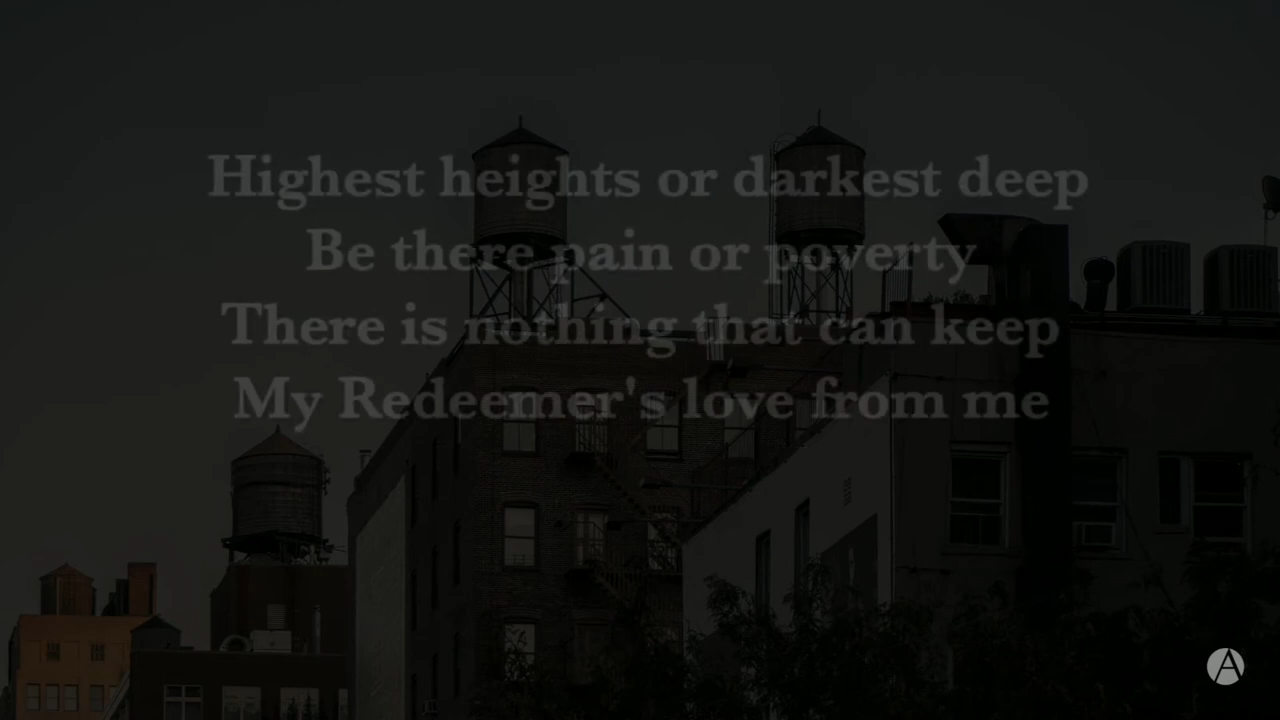 Highest heights or darkest deep
Be there pain or poverty
There is nothing that can keep
My Redeemer's love from me